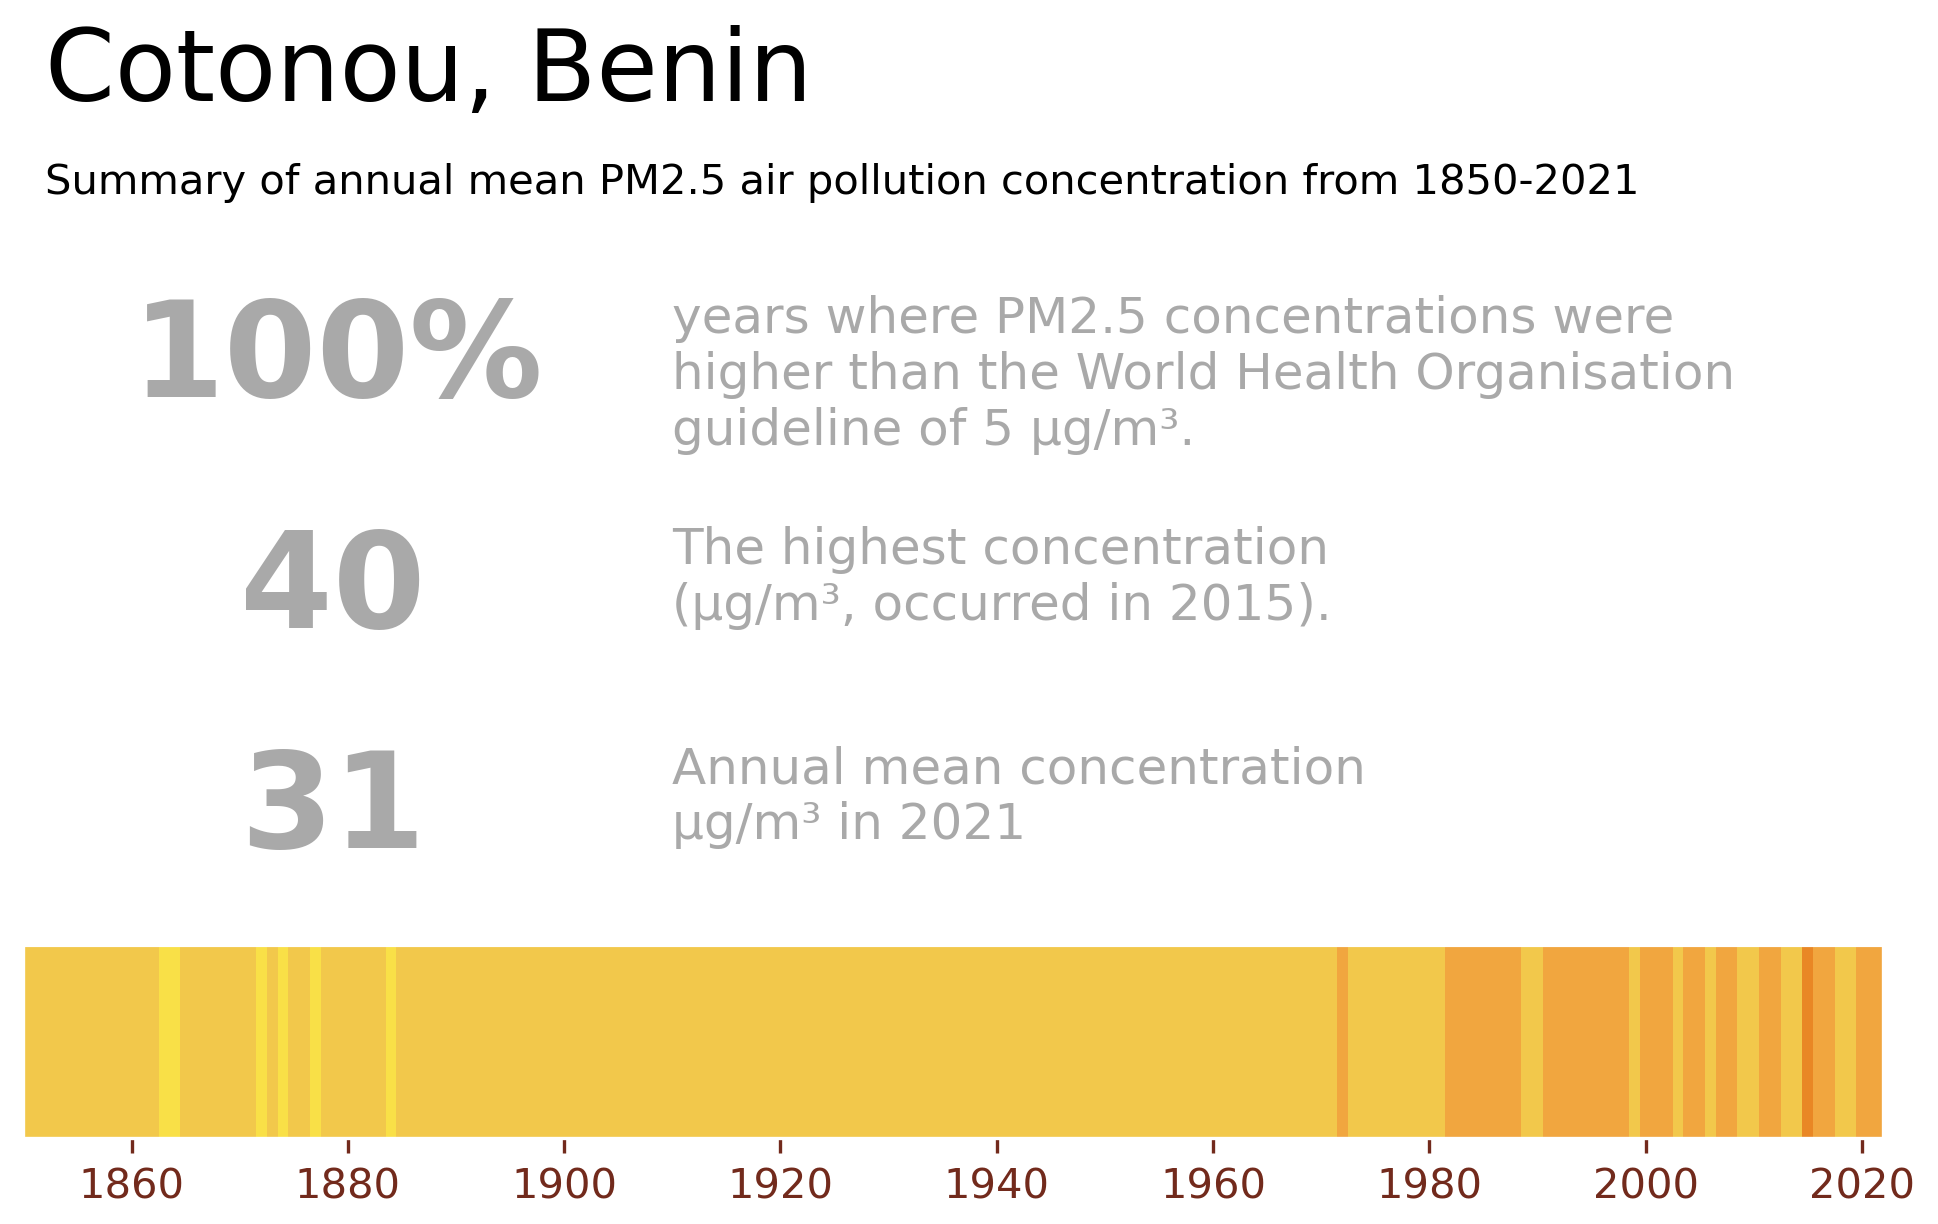 Cotonou, Benin
Summary of annual mean PM2.5 air pollution concentration from 1850-2021
100%
years where PM2.5 concentrations were
higher than the World Health Organisation
guideline of 5 µg/m³.
40
The highest concentration
(µg/m³, occurred in 2015).
31
Annual mean concentration
µg/m³ in 2021
1860 1880 1900 1920 1940 1960 1980 2000 2020